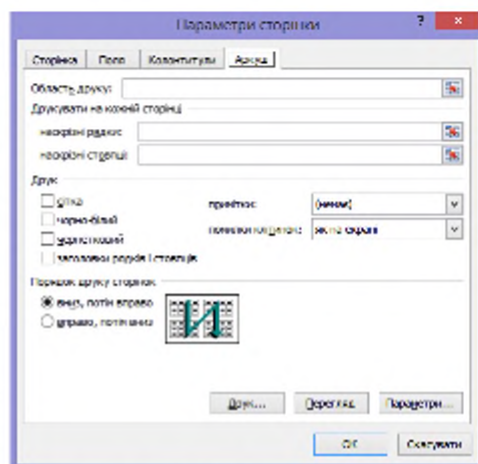 Параметри сторінки
Сторінка Поле Колонтитули Аркуш
Область друку:
Друкувати на кожній сторінці
наскрізні рядки:
наскрізні стовпці:
Друк
сітка примітки: (немає)
чорно-білий помилки клітинок: як на екрані
чернетковий
заголовки рядків і стовпців
Порядок друку сторінок
вниз, потім вправо
вправо, потім вниз
Друк... Перегляд Параметри...
ОК Скасувати